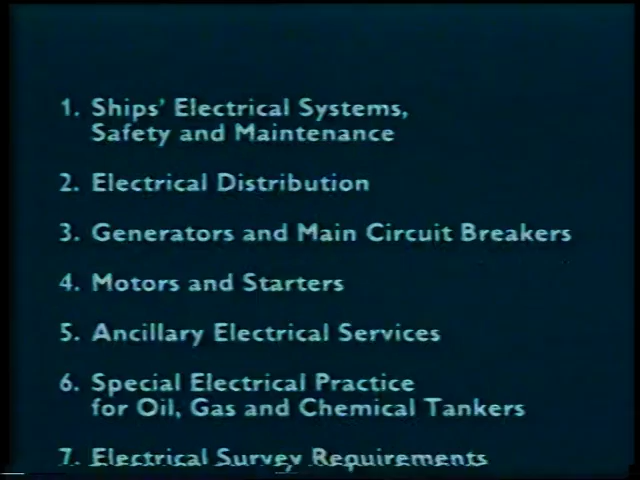 1. Ships' Electrical Systems,
Safety and Maintenance
2. Electrical Distribution
3. Generators and Main Circuit Breakers
4. Motors and Starters
5. Ancillary Electrical Services
6. Special Electrical Practice
for Oil, Gas and Chemical Tankers
7. Electrical Survey Requirements